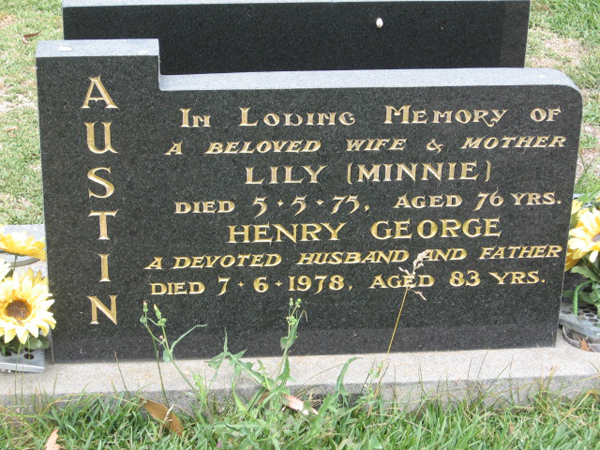 AUSTIN
IN LOVING MEMORY OF
A BELOVED WIFE & MOTHER
LILY (MINNIE)
DIED 5·5·75, AGED 76 YRS.
HENRY GEORGE
A DEVOTED HUSBAND AND FATHER
DIED 7·6·1978, AGED 83 YRS.